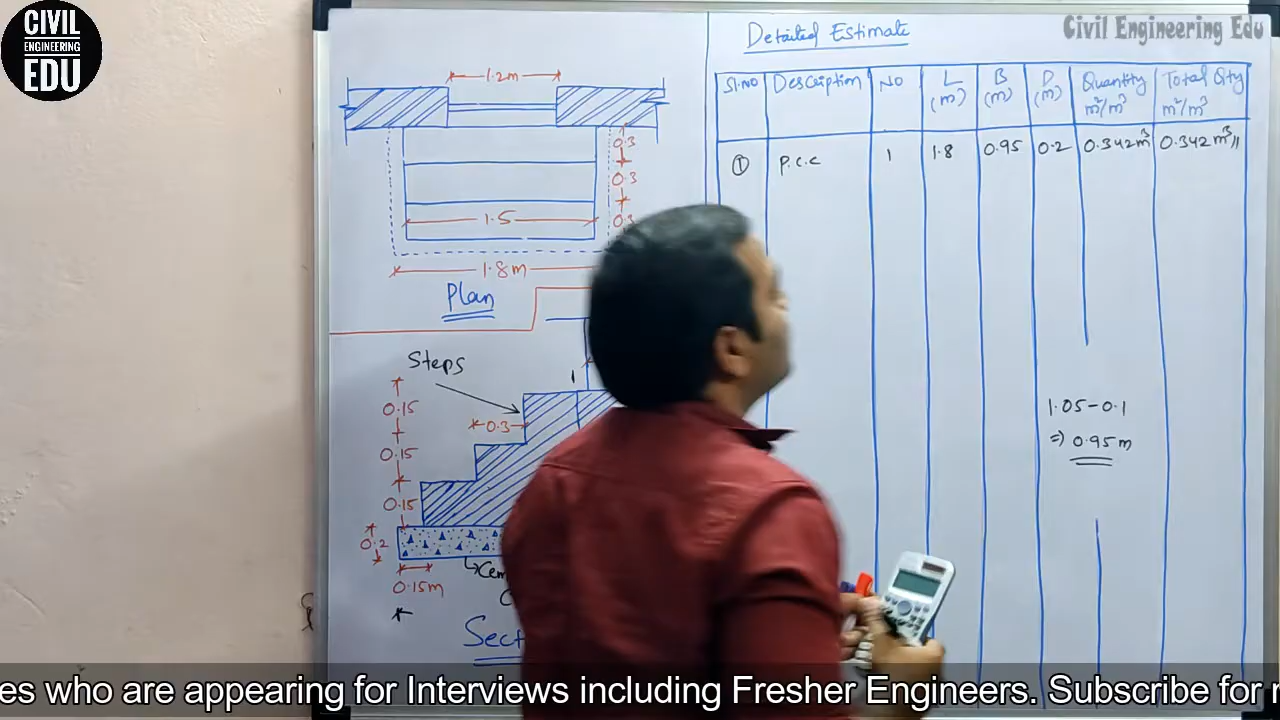 CIVIL
ENGINEERING
EDU
Civil Engineering Edu
1.2m
0.3
0.3
0.3
1.5
1.8m
Plan
Steps
0.15
0.15
0.15
0.3
0.2
0.15m
Detailed Estimate
Sl.no Description No L (m) B (m) D (m) Quantity m²/m³ Total Qty m²/m³
① P.C.C 1 1.8 0.95 0.2 0.342m³ 0.342m³
1.05-0.1
⇒ 0.95m
who are appearing for Interviews including Fresher Engineers. Subscribe for